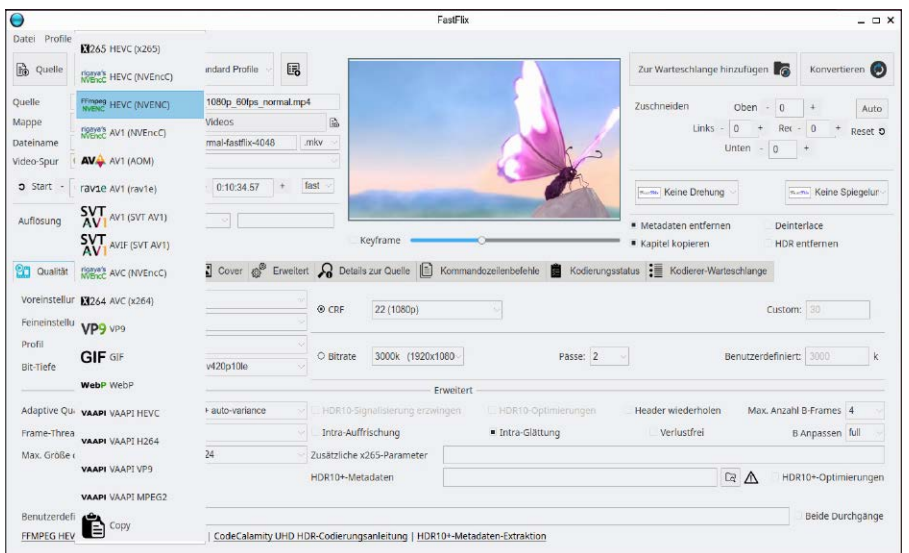 FastFlix
Datei Profile
Quelle
ndard Profile
Zur Warteschlange hinzufügen
Konvertieren
Quelle
1080p_60fps_normal.mp4
Mappe
Videos
Dateiname
rmal-fastflix-4048 .mkv
Video-Spur
Start - 0:10:34.57 + fast
Auflösung
X265 HEVC (x265)
rigaya's NVEncC HEVC (NVEncC)
FFmpeg NVENC HEVC (NVENC)
rigaya's NVEncC AV1 (NVEncC)
AV1 AV1 (AOM)
rav1e AV1 (rav1e)
SVT AV1 AV1 (SVT AV1)
SVT AV1 AVIF (SVT AV1)
rigaya's NVEncC AVC (NVEncC)
X264 AVC (x264)
VP9 VP9
GIF GIF
WebP WebP
VAAPI VAAPI HEVC
VAAPI VAAPI H264
VAAPI VAAPI VP9
VAAPI VAAPI MPEG2
Copy
Keyframe
Zuschneiden
Oben - 0 + Auto
Links - 0 + Rec - 0 + Reset
Unten - 0 +
Keine Drehung
Keine Spiegelur
Metadaten entfernen Deinterlace
Kapitel kopieren HDR entfernen
Qualität Cover Erweitert Details zur Quelle Kommandozeilenbefehle Kodierungsstatus Kodierer-Warteschlange
Voreinstellur
Feineinstellu
Profil
Bit-Tiefe
v420p10le
CRF 22 (1080p) Custom: 30
Bitrate 3000k (1920x1080 Pässe: 2 Benutzerdefiniert: 3000 k
Erweitert
Adaptive Qu
+ auto-variance
HDR10-Signalisierung erzwingen HDR10-Optimierungen Header wiederholen Max. Anzahl B-Frames 4
Frame-Threa
Intra-Auffrischung Intra-Glättung Verlustfrei B Anpassen full
Max. Größe
24
Zusätzliche x265-Parameter
HDR10+-Metadaten HDR10+-Optimierungen
Benutzerdefi
Beide Durchgänge
FFMPEG HEV | CodeCalamity UHD HDR-Codierungsanleitung | HDR10+-Metadaten-Extraktion